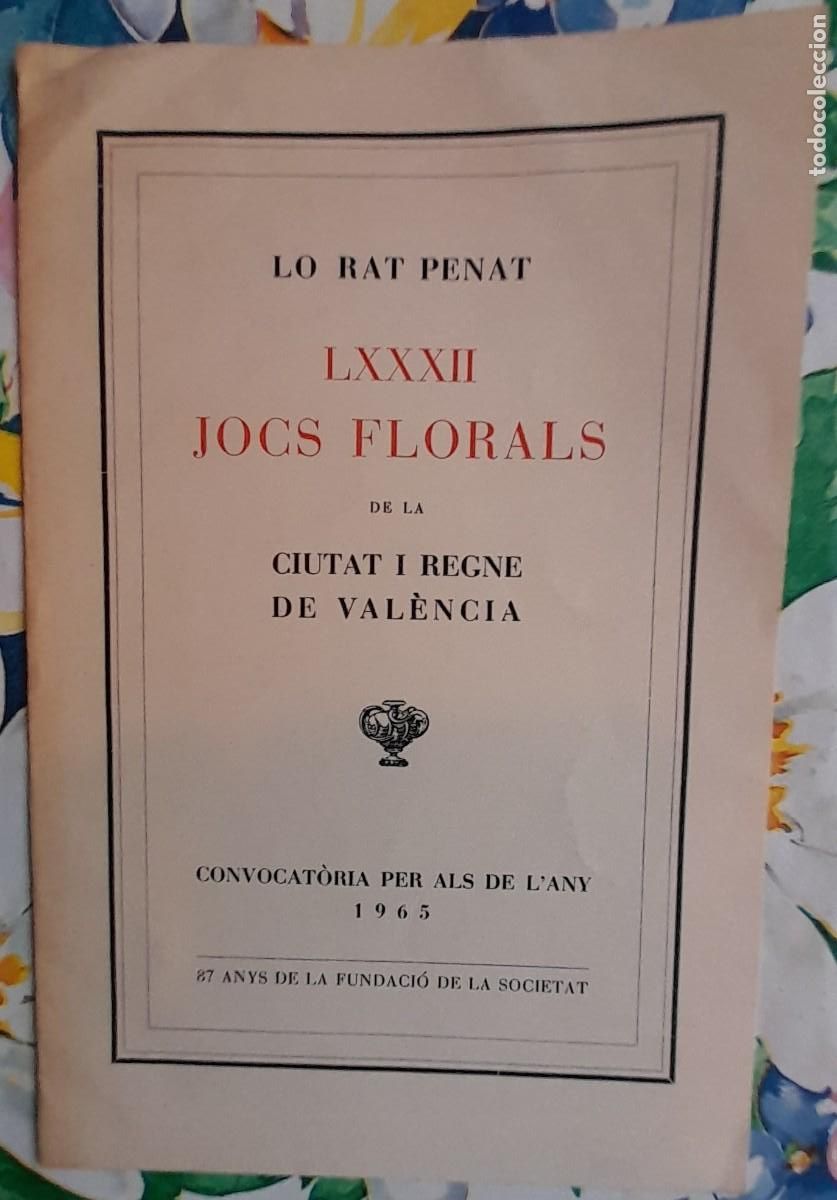 LO RAT PENAT
LXXXII
JOCS FLORALS
DE LA
CIUTAT I REGNE
DE VALÈNCIA
CONVOCATÒRIA PER ALS DE L'ANY
1965
87 ANYS DE LA FUNDACIÓ DE LA SOCIETAT
todocoleccion